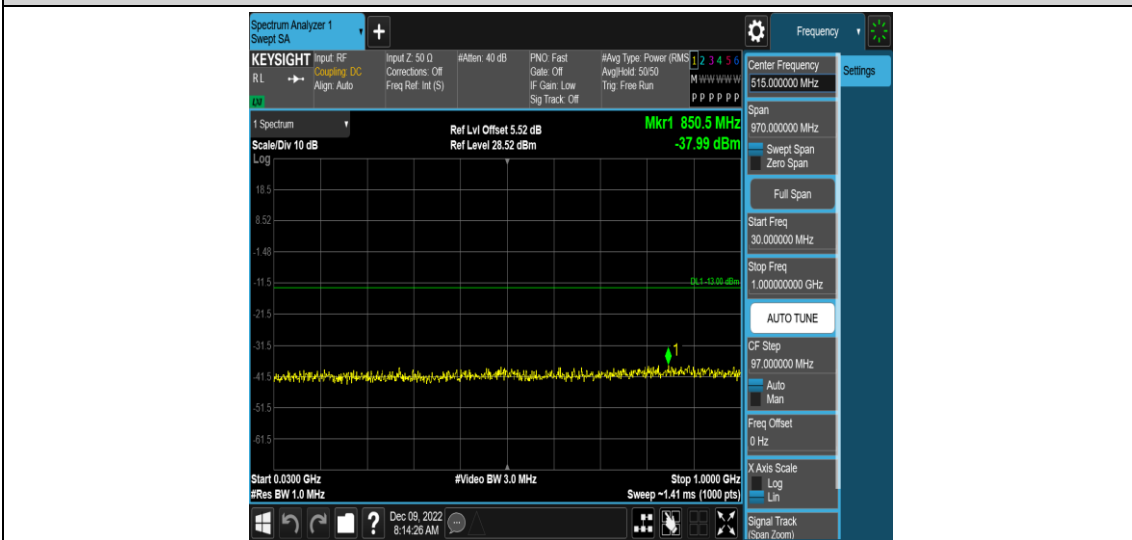 Spectrum Analyzer 1
Swept SA
+
Frequency
KEYSIGHT
RL
LXI
Input: RF
Coupling: DC
Align: Auto
Input Z: 50 Ω
Corrections: Off
Freq Ref: Int (S)
#Atten: 40 dB
PNO: Fast
Gate: Off
IF Gain: Low
Sig Track: Off
#Avg Type: Power (RMS
Avg|Hold: 50/50
Trig: Free Run
1 2 3 4 5 6
M W W W W W
P P P P P P
1 Spectrum
Scale/Div 10 dB
Log
Ref Lvl Offset 5.52 dB
Ref Level 28.52 dBm
Mkr1 850.5 MHz
-37.99 dBm
18.5
8.52
-1.48
-11.5
-21.5
-31.5
-41.5
-51.5
-61.5
DL1 -13.00 dBm
1
Start 0.0300 GHz
#Res BW 1.0 MHz
#Video BW 3.0 MHz
Stop 1.0000 GHz
Sweep ~1.41 ms (1000 pts)
?
Dec 09, 2022
8:14:26 AM
Center Frequency
515.000000 MHz
Settings
Span
970.000000 MHz
Swept Span
Zero Span
Full Span
Start Freq
30.000000 MHz
Stop Freq
1.000000000 GHz
AUTO TUNE
CF Step
97.000000 MHz
Auto
Man
Freq Offset
0 Hz
X Axis Scale
Log
Lin
Signal Track
(Span Zoom)